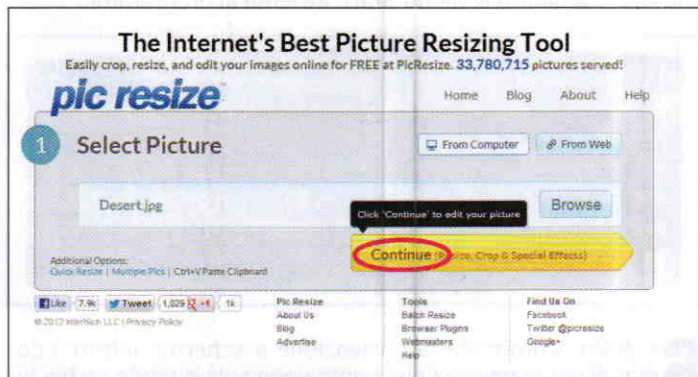 The Internet's Best Picture Resizing Tool
Easily crop, resize, and edit your images online for FREE at PicResize. 33,780,715 pictures served!
pic resize
Home Blog About Help
1 Select Picture
From Computer From Web
Desert.jpg
Browse
Click 'Continue' to edit your picture
Continue (Resize, Crop & Special Effects)
Additional Options:
Quick Resize | Multiple Pics | Ctrl+V Paste Clipboard
Like 7.9k Tweet 1,029 +1 1k
© 2012 InterNich LLC | Privacy Policy
Pic Resize
About Us
Blog
Advertise
Tools
Batch Resize
Browser Plugins
Webmasters
Help
Find Us On
Facebook
Twitter @picresize
Google+